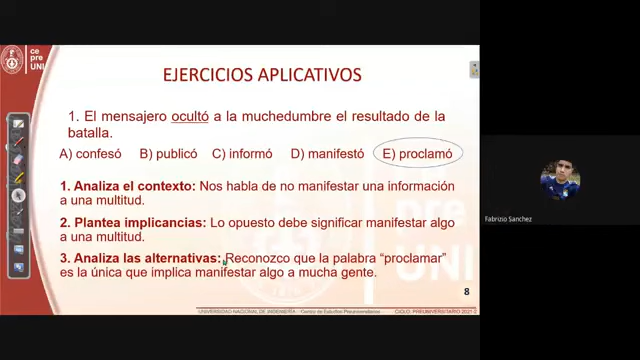 ce
pre
UNI
EJERCICIOS APLICATIVOS
1. El mensajero ocultó a la muchedumbre el resultado de la
batalla.
A) confesó B) publicó C) informó D) manifestó E) proclamó
1. Analiza el contexto: Nos habla de no manifestar una información
a una multitud.
2. Plantea implicancias: Lo opuesto debe significar manifestar algo
a una multitud.
3. Analiza las alternativas: Reconozco que la palabra “proclamar”
es la única que implica manifestar algo a mucha gente.
8
UNIVERSIDAD NACIONAL DE INGENIERÍA - Centro de Estudios Preuniversitarios
CICLO: PREUNIVERSITARIO 2021-2
Fabrizio Sanchez